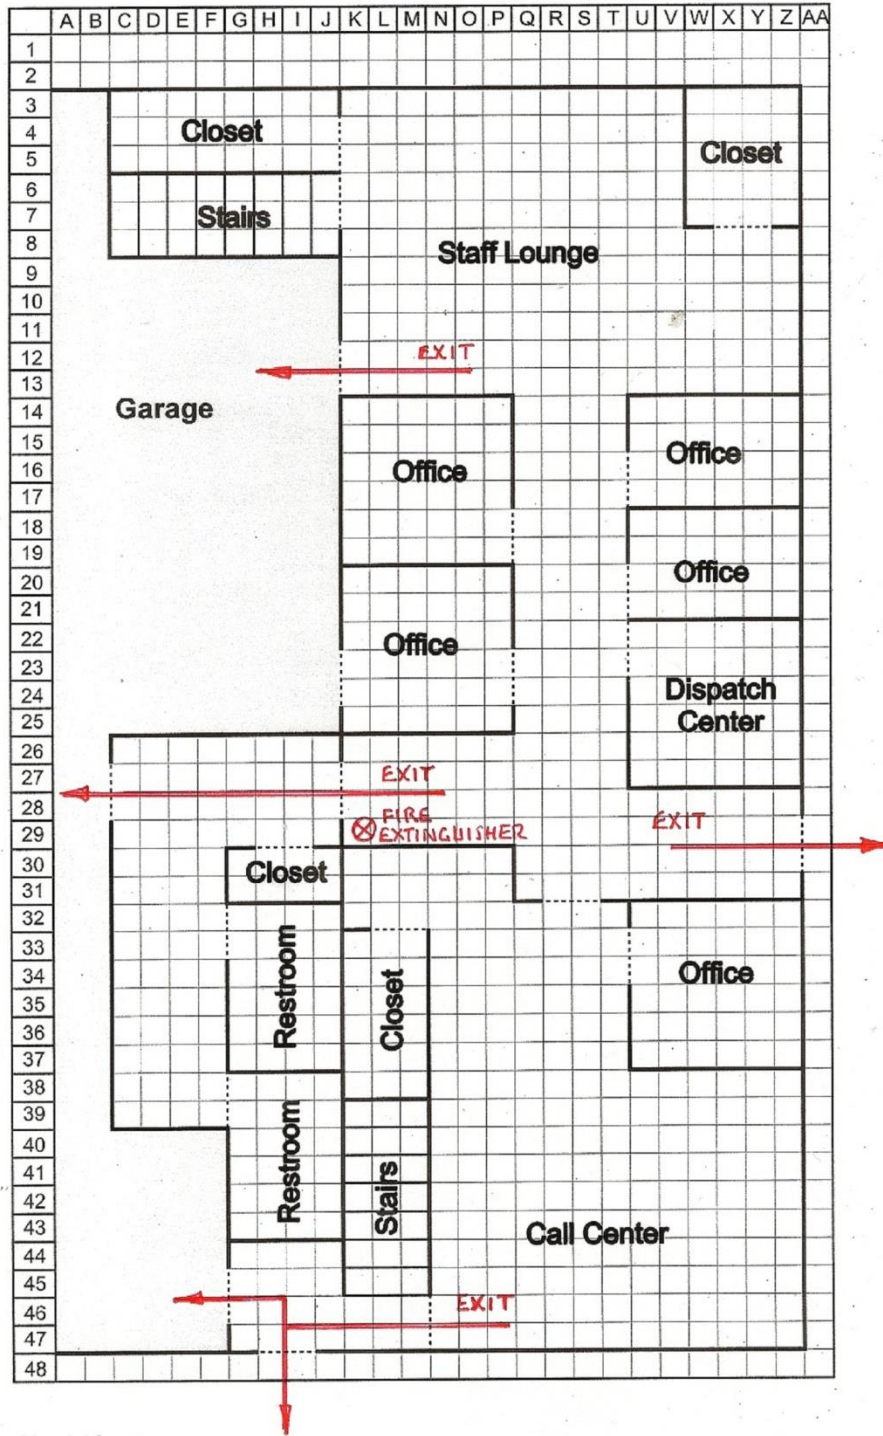 A B C D E F G H I J K L M N O P Q R S T U V W X Y Z AA
1
2
3
4
Closet
5
Closet
6
7
Stairs
8
Staff Lounge
9
10
11
12
EXIT
13
14
Garage
15
Office
16
Office
17
18
19
20
Office
21
22
Office
23
24
Dispatch
Center
25
26
27
EXIT
28
FIRE
EXTINGUISHER
EXIT
29
30
Closet
31
32
33
34
Restroom
Closet
Office
35
36
37
38
39
40
41
Restroom
Stairs
42
43
Call Center
44
45
46
EXIT
47
48